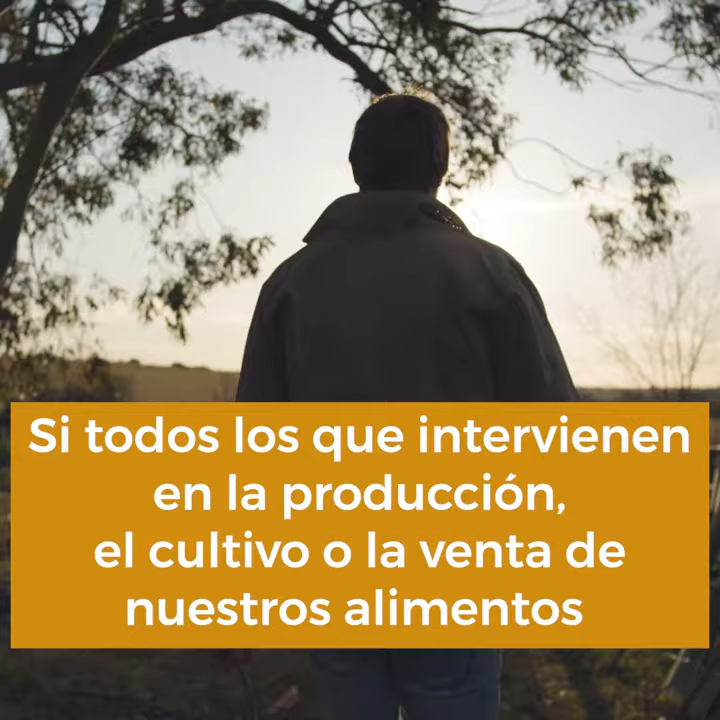 Si todos los que intervienen
en la producción,
el cultivo o la venta de
nuestros alimentos